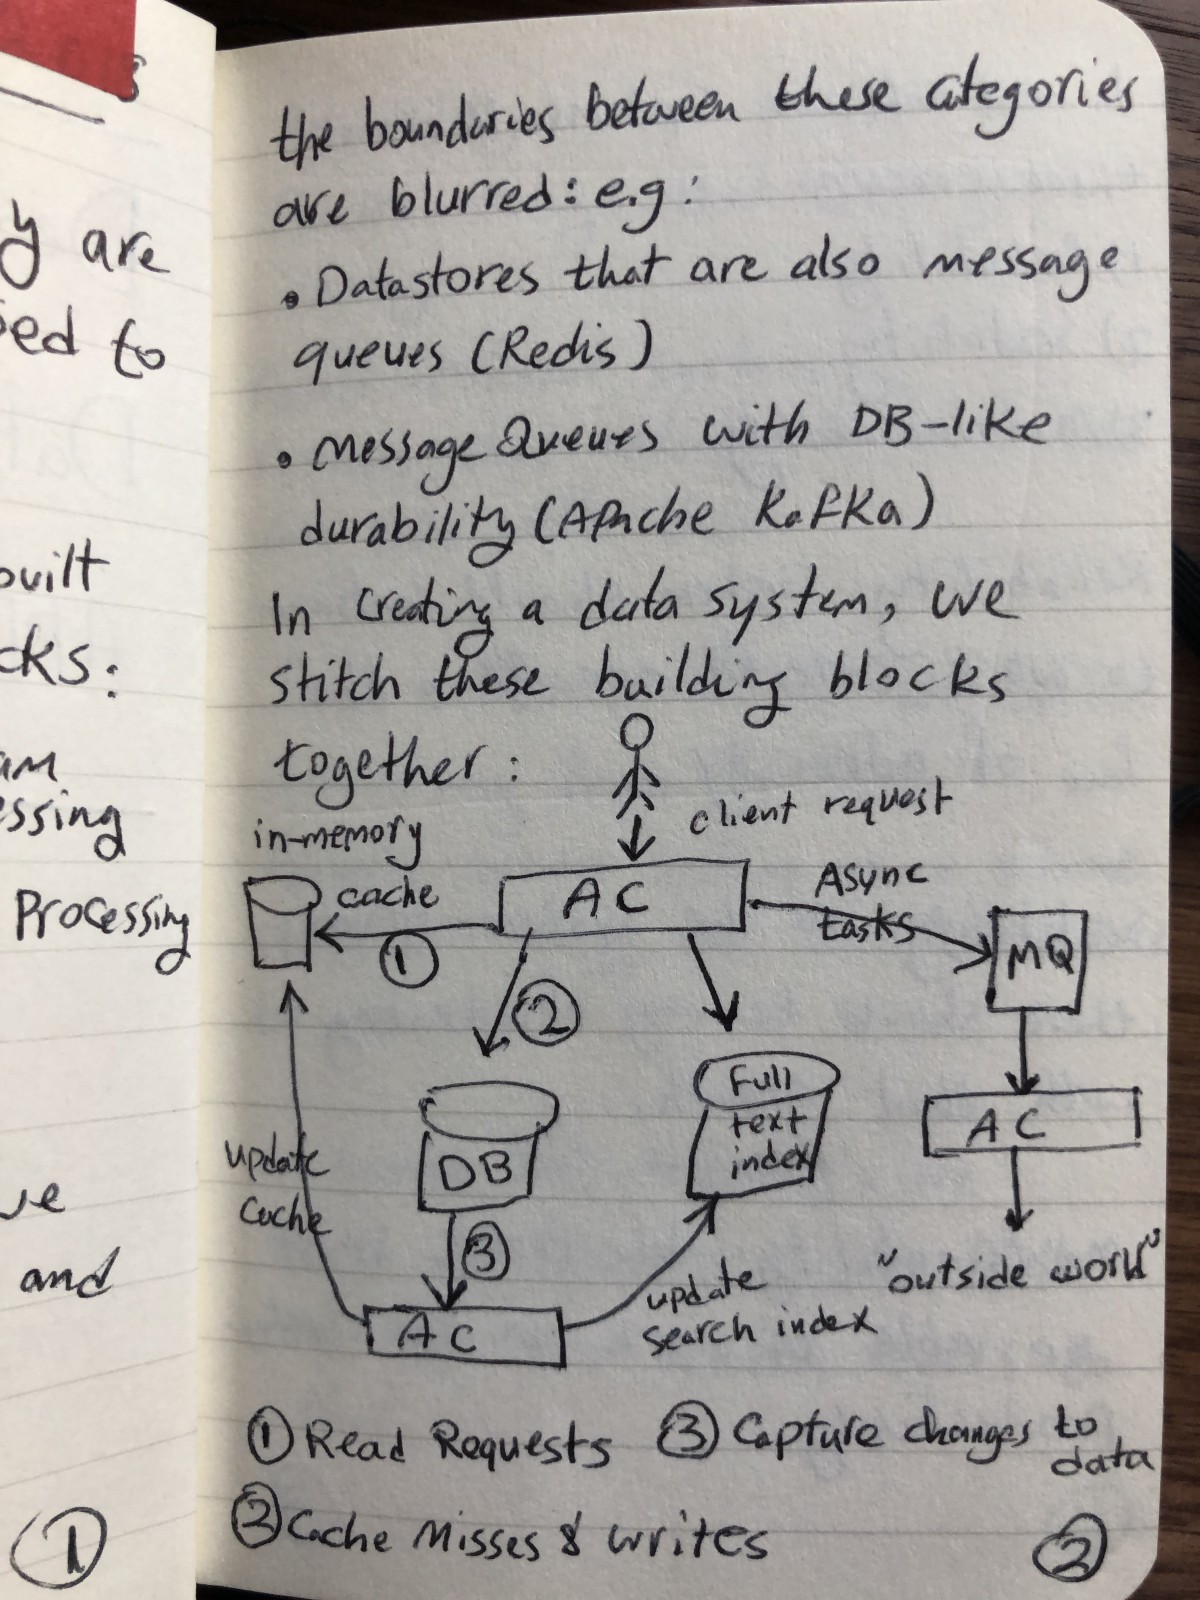 y are
to
built
cks:
Processing
and
①
the boundaries between these categories
are blurred: e.g:
• Datastores that are also message
queues (Redis)
• Message Queues with DB-like
durability (Apache Kafka)
In creating a data system, we
stitch these building blocks
together:
client request
in-memory
cache
AC
Async
tasks
①
MQ
②
Full
text
index
AC
DB
update
cache
③
"outside world"
update
search index
AC
① Read Requests
③ Capture changes to
data
② Cache Misses & writes
②